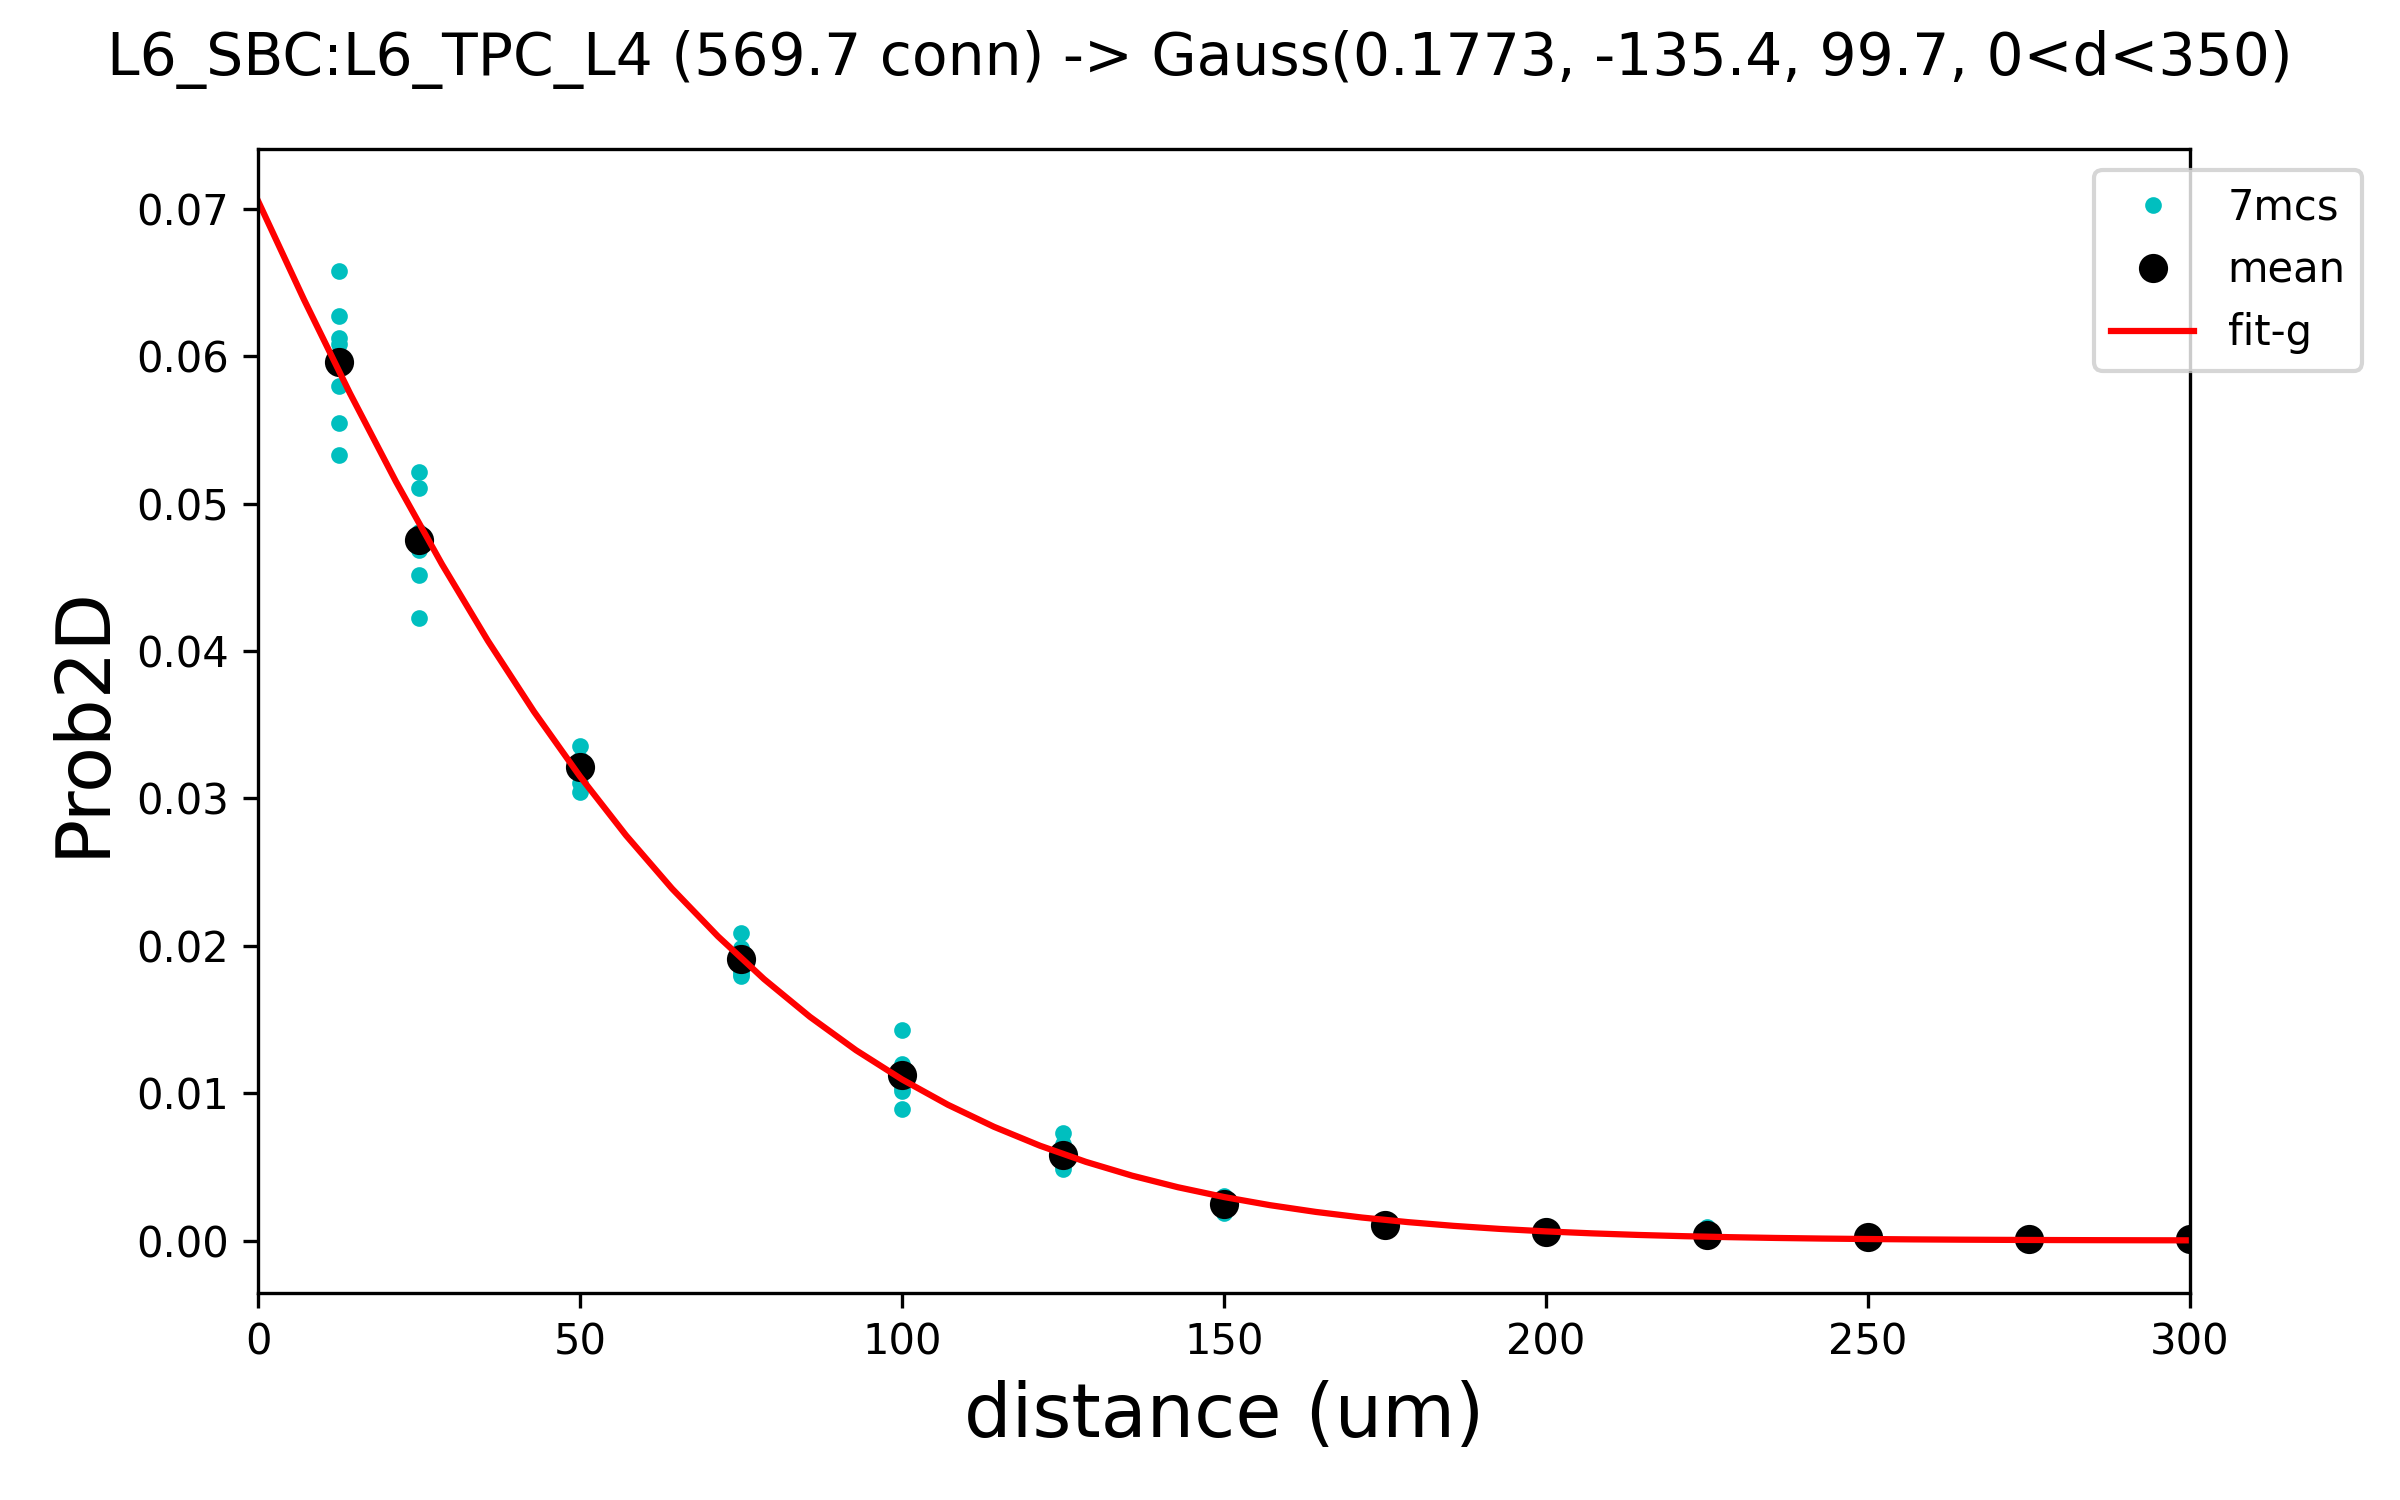 L6_SBC:L6_TPC_L4 (569.7 conn) -> Gauss(0.1773, -135.4, 99.7, 0<d<350)
7mcs
mean
fit-g
Prob2D
0.07
0.06
0.05
0.04
0.03
0.02
0.01
0.00
0 50 100 150 200 250 300
distance (um)